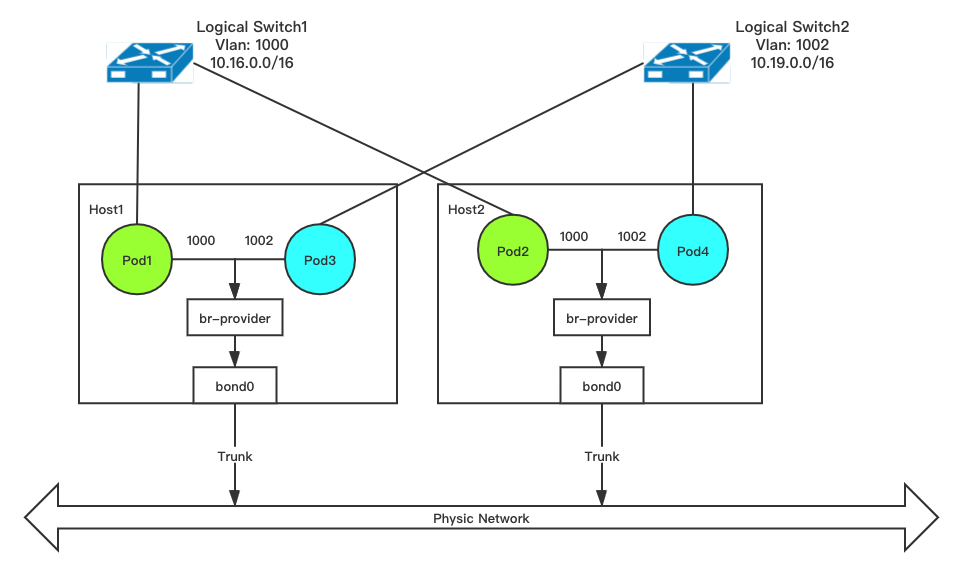 Logical Switch1
Vlan: 1000
10.16.0.0/16
Logical Switch2
Vlan: 1002
10.19.0.0/16
Host1
1000
1002
Pod1
Pod3
br-provider
bond0
Host2
1000
1002
Pod2
Pod4
br-provider
bond0
Trunk
Trunk
Physic Network